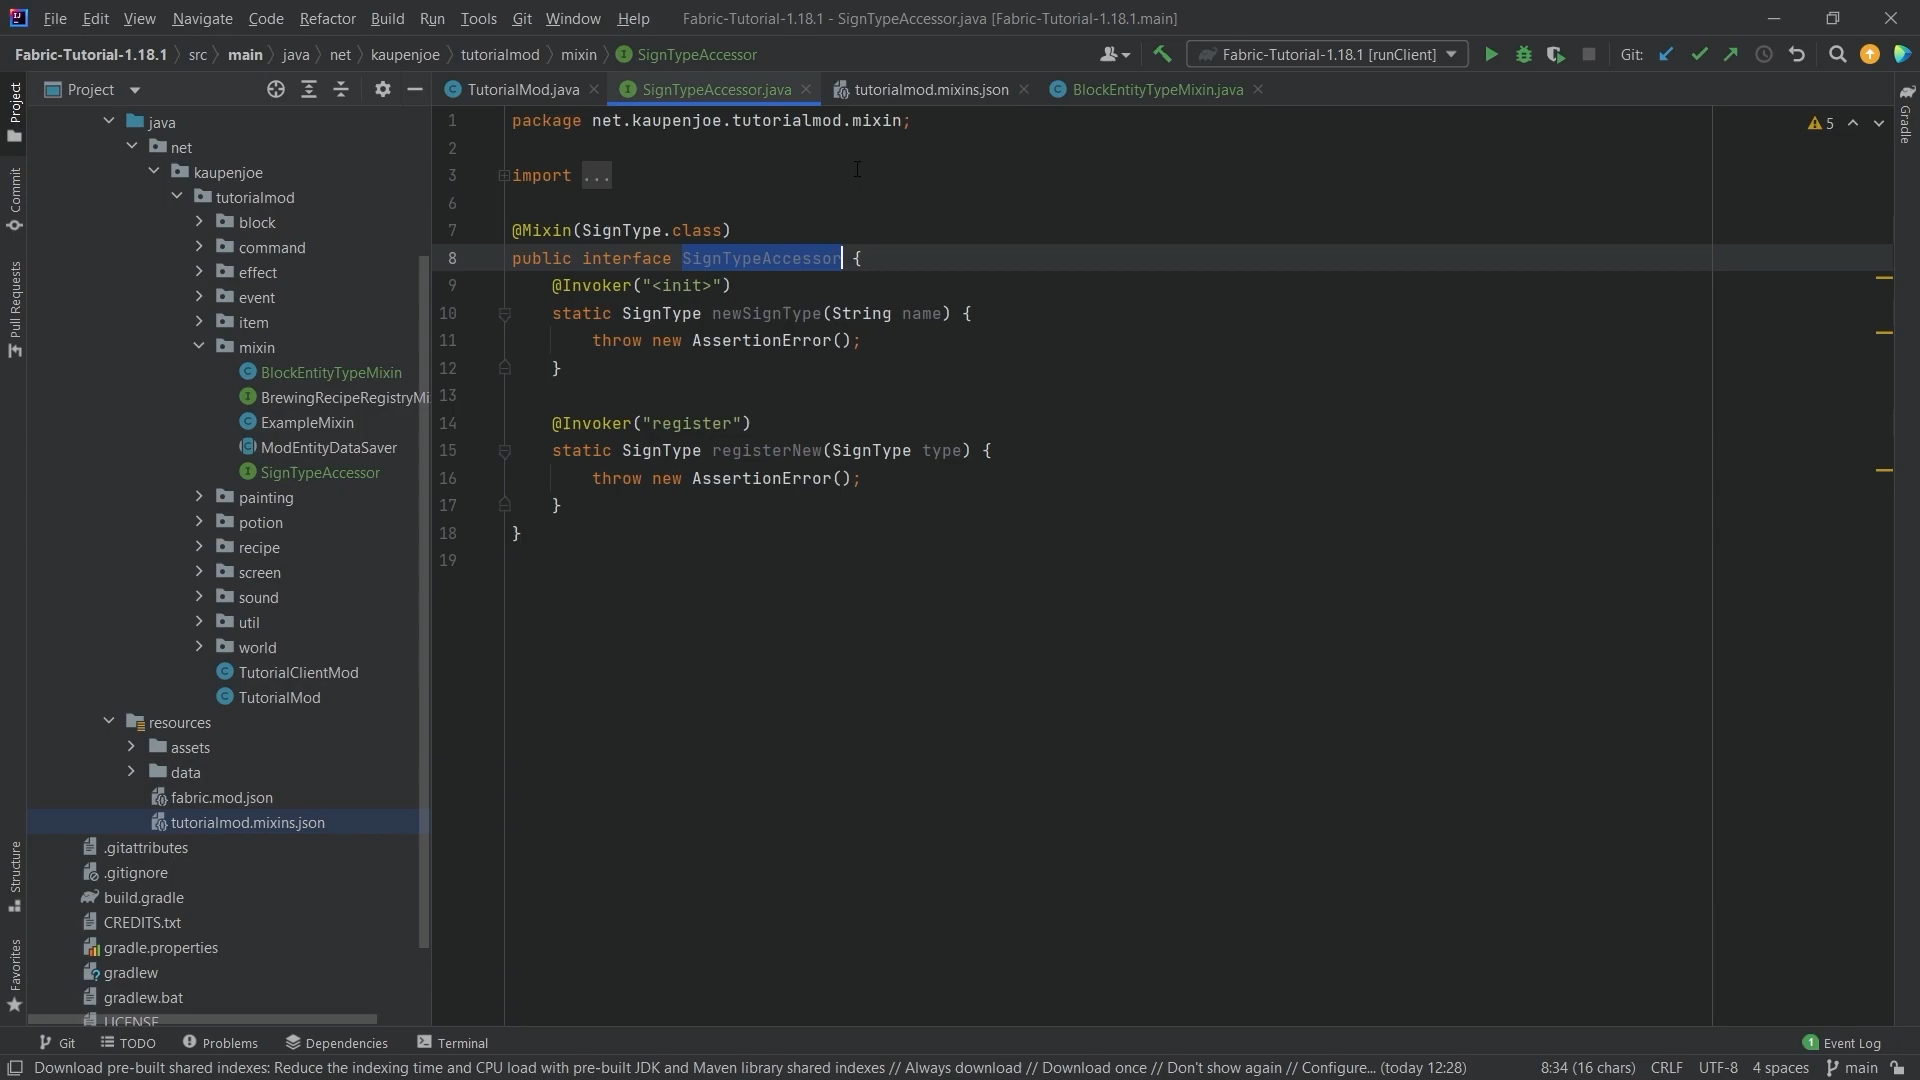 File Edit View Navigate Code Refactor Build Run Tools Git Window Help Fabric-Tutorial-1.18.1 - SignTypeAccessor.java [Fabric-Tutorial-1.18.1.main]
Fabric-Tutorial-1.18.1 src main java net kaupenjoe tutorialmod mixin SignTypeAccessor Fabric-Tutorial-1.18.1 [runClient] Git:
Project
TutorialMod.java SignTypeAccessor.java tutorialmod.mixins.json BlockEntityTypeMixin.java
Project
Commit
Pull Requests
Structure
Favorites
java
net
kaupenjoe
tutorialmod
block
command
effect
event
item
mixin
BlockEntityTypeMixin
BrewingRecipeRegistryMi
ExampleMixin
ModEntityDataSaver
SignTypeAccessor
painting
potion
recipe
screen
sound
util
world
TutorialClientMod
TutorialMod
resources
assets
data
fabric.mod.json
tutorialmod.mixins.json
.gitattributes
.gitignore
build.gradle
CREDITS.txt
gradle.properties
gradlew
gradlew.bat
LICENSE
1 package net.kaupenjoe.tutorialmod.mixin;
2
3 import ...
6
7 @Mixin(SignType.class)
8 public interface SignTypeAccessor {
9 @Invoker("<init>")
10 static SignType newSignType(String name) {
11 throw new AssertionError();
12 }
13
14 @Invoker("register")
15 static SignType registerNew(SignType type) {
16 throw new AssertionError();
17 }
18 }
19
5
Gradle
Git TODO Problems Dependencies Terminal 1 Event Log
Download pre-built shared indexes: Reduce the indexing time and CPU load with pre-built JDK and Maven library shared indexes // Always download // Download once // Don't show again // Configure... (today 12:28) 8:34 (16 chars) CRLF UTF-8 4 spaces main